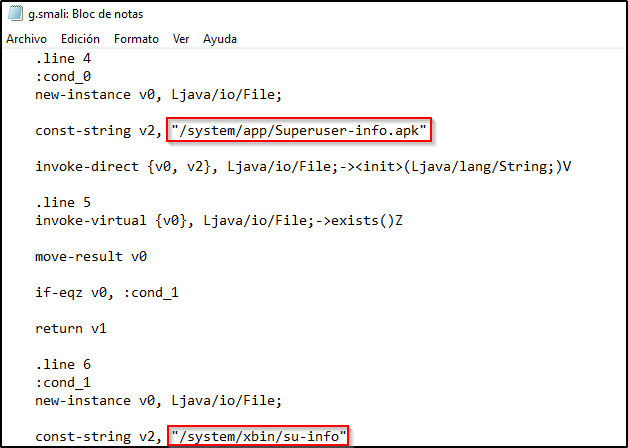 g.smali: Bloc de notas
Archivo Edición Formato Ver Ayuda
.line 4
:cond_0
new-instance v0, Ljava/io/File;
const-string v2, "/system/app/Superuser-info.apk"
invoke-direct {v0, v2}, Ljava/io/File;-><init>(Ljava/lang/String;)V
.line 5
invoke-virtual {v0}, Ljava/io/File;->exists()Z
move-result v0
if-eqz v0, :cond_1
return v1
.line 6
:cond_1
new-instance v0, Ljava/io/File;
const-string v2, "/system/xbin/su-info"